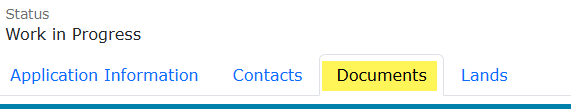 Status
Work in Progress
Application Information Contacts Documents Lands